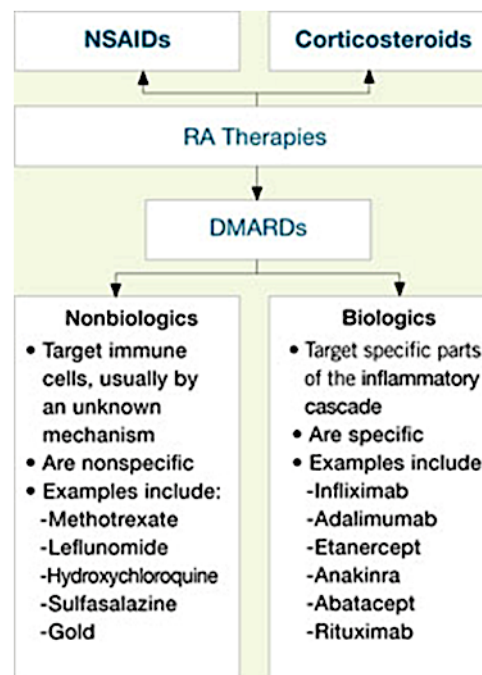 NSAIDs
Corticosteroids
RA Therapies
DMARDs
Nonbiologics
• Target immune
cells, usually by
an unknown
mechanism
• Are nonspecific
• Examples include:
-Methotrexate
-Leflunomide
-Hydroxychloroquine
-Sulfasalazine
-Gold
Biologics
• Target specific parts
of the inflammatory
cascade
• Are specific
• Examples include
-Infliximab
-Adalimumab
-Etanercept
-Anakinra
-Abatacept
-Rituximab